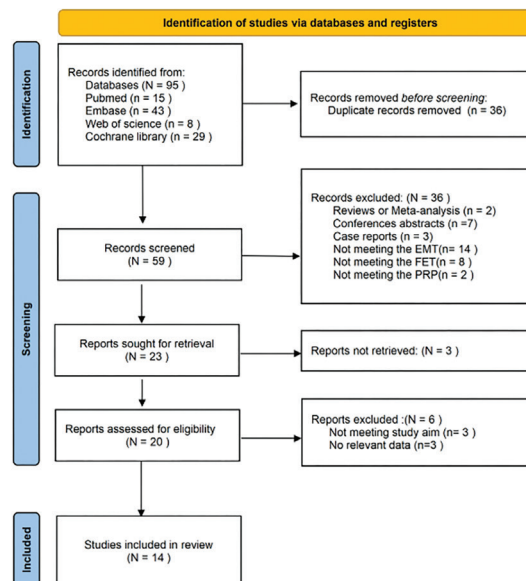 Identification of studies via databases and registers
Identification
Records identified from:
Databases (N = 95 )
Pubmed (n = 15 )
Embase (n = 43 )
Web of science (n = 8 )
Cochrane library (n = 29 )
Records removed before screening:
Duplicate records removed (n = 36)
Screening
Records screened
(N = 59 )
Records excluded: (N = 36 )
Reviews or Meta-analysis (n = 2)
Conferences abstracts (n =7)
Case reports (n = 3)
Not meeting the EMT(n= 14 )
Not meeting the FET(n = 8 )
Not meeting the PRP(n = 2 )
Reports sought for retrieval
(N = 23 )
Reports not retrieved: (N = 3 )
Reports assessed for eligibility
(N = 20 )
Reports excluded :(N = 6 )
Not meeting study aim (n= 3 )
No relevant data (n=3 )
Included
Studies included in review
(N = 14 )